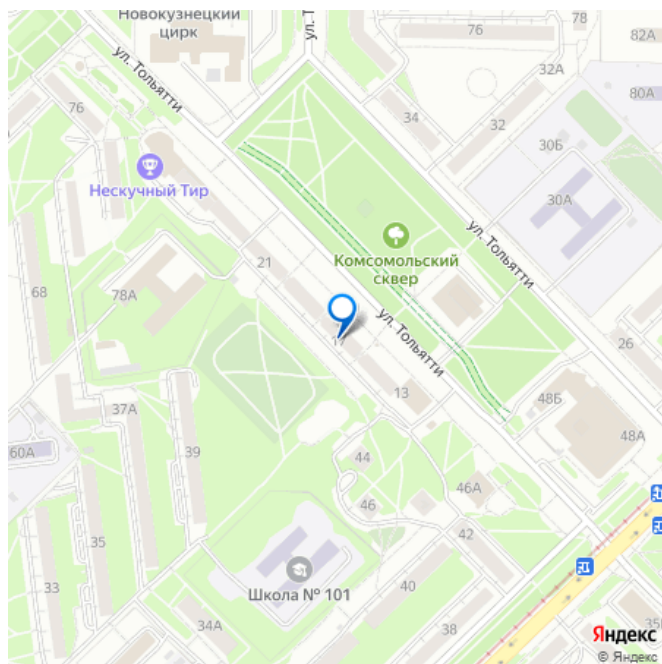 Новокузнецкий
цирк
ул. Т
76
78
82А
ул. Тольятти
32А
80А
76
34
32
30Б
Нескучный Тир
30А
ул. Тольятти
Комсомольский
сквер
21
68
78А
ул. Тольятти
26
13
37А
48Б
39
60А
48А
44
46А
46
42
35
33
Школа № 101
40
34А
38
Яндекс
© Яндекс